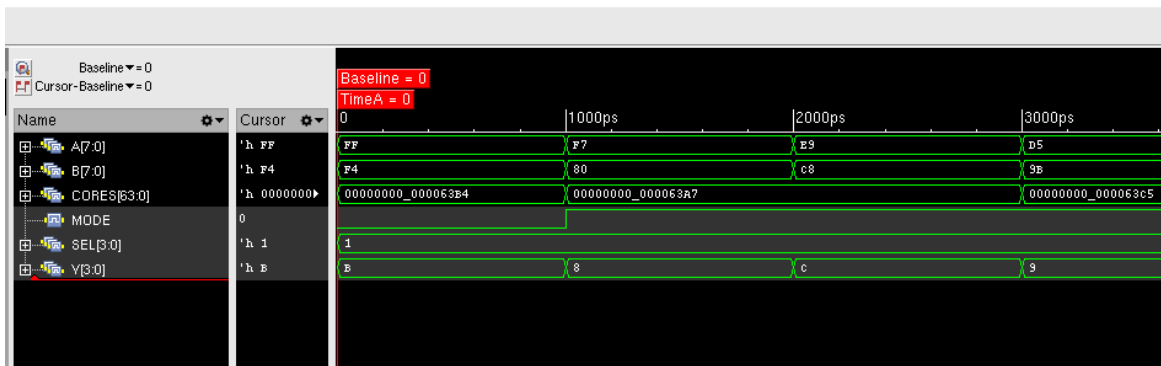 Baseline▼= 0
Cursor-Baseline▼= 0
Baseline = 0
TimeA = 0
Name Cursor 0 1000ps 2000ps 3000ps
A[7:0] 'h FF FF F7 E9 D5
B[7:0] 'h F4 F4 80 C8 9B
CORES[63:0] 'h 0000000 00000000_000063B4 00000000_000063A7 00000000_000063C5
MODE 0
SEL[3:0] 'h 1 1
Y[3:0] 'h B B 8 C 9